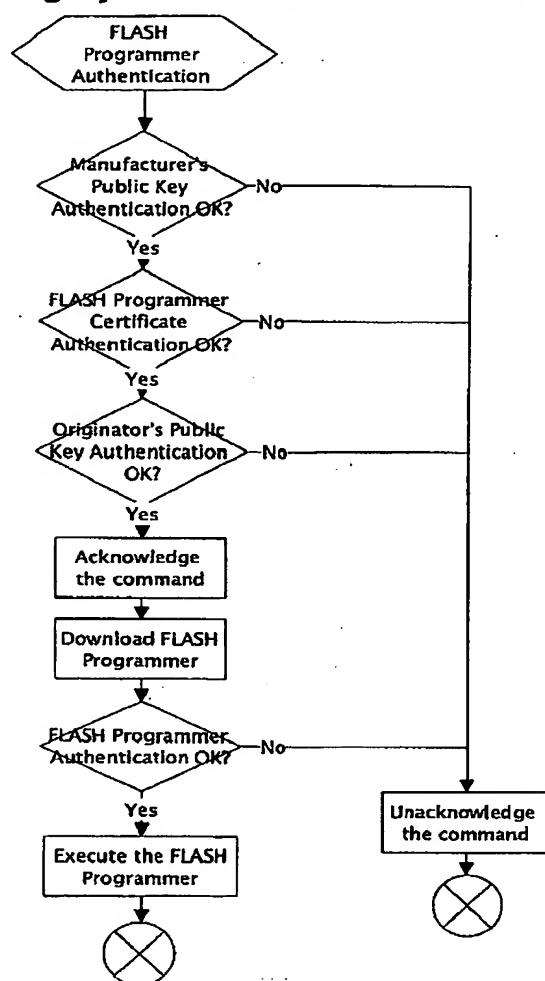 FLASH
Programmer
Authentication
Manufacturer's
Public Key
Authentication OK?
No
Yes
FLASH Programmer
Certificate
Authentication OK?
No
Yes
Originator's Public
Key Authentication
OK?
No
Yes
Acknowledge
the command
Download FLASH
Programmer
FLASH Programmer
Authentication OK?
No
Yes
Unacknowledge
the command
Execute the FLASH
Programmer